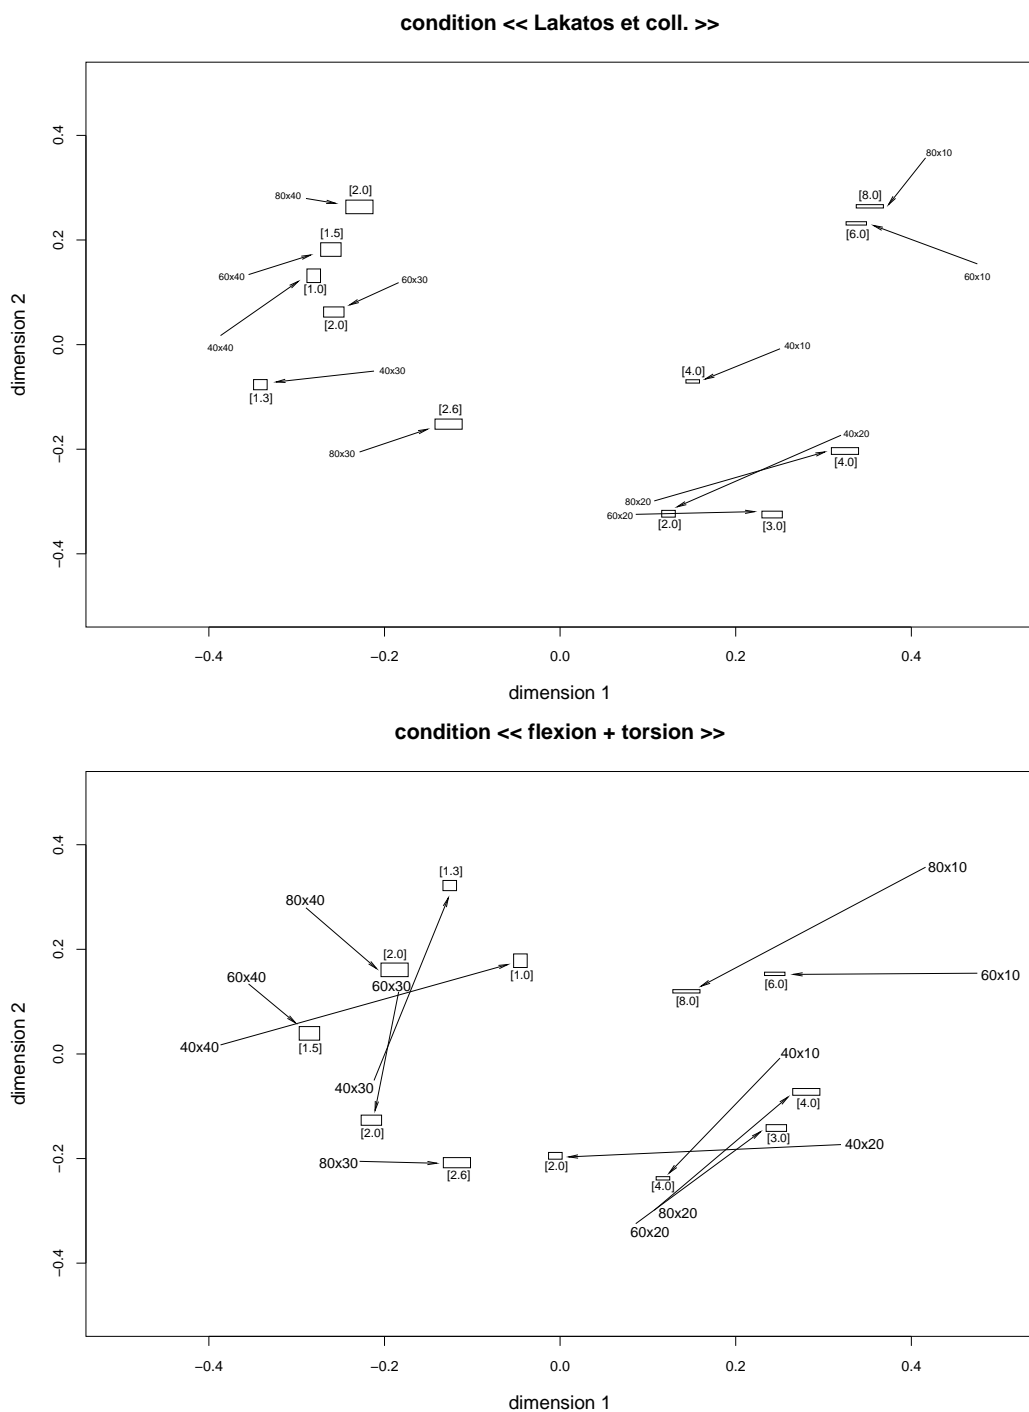 condition << Lakatos et coll. >>
0.4
80x10
[2.0]
80x40
[8.0]
0.2
[1.5]
[6.0]
60x40
60x30
60x10
[1.0]
[2.0]
0.0
40x40
40x10
dimension 2
40x30
[4.0]
[1.3]
[2.6]
−0.2
40x20
80x30
[4.0]
80x20
60x20
[2.0]
[3.0]
−0.4
−0.4
−0.2
0.0
0.2
0.4
dimension 1
condition << flexion + torsion >>
0.4
[1.3]
80x10
80x40
0.2
[2.0]
60x40
[1.0]
60x30
[6.0]
60x10
[8.0]
0.0
40x40
[1.5]
40x10
dimension 2
40x30
[4.0]
[2.0]
[3.0]
−0.2
80x30
[2.6]
[2.0]
40x20
[4.0]
80x20
60x20
−0.4
−0.4
−0.2
0.0
0.2
0.4
dimension 1